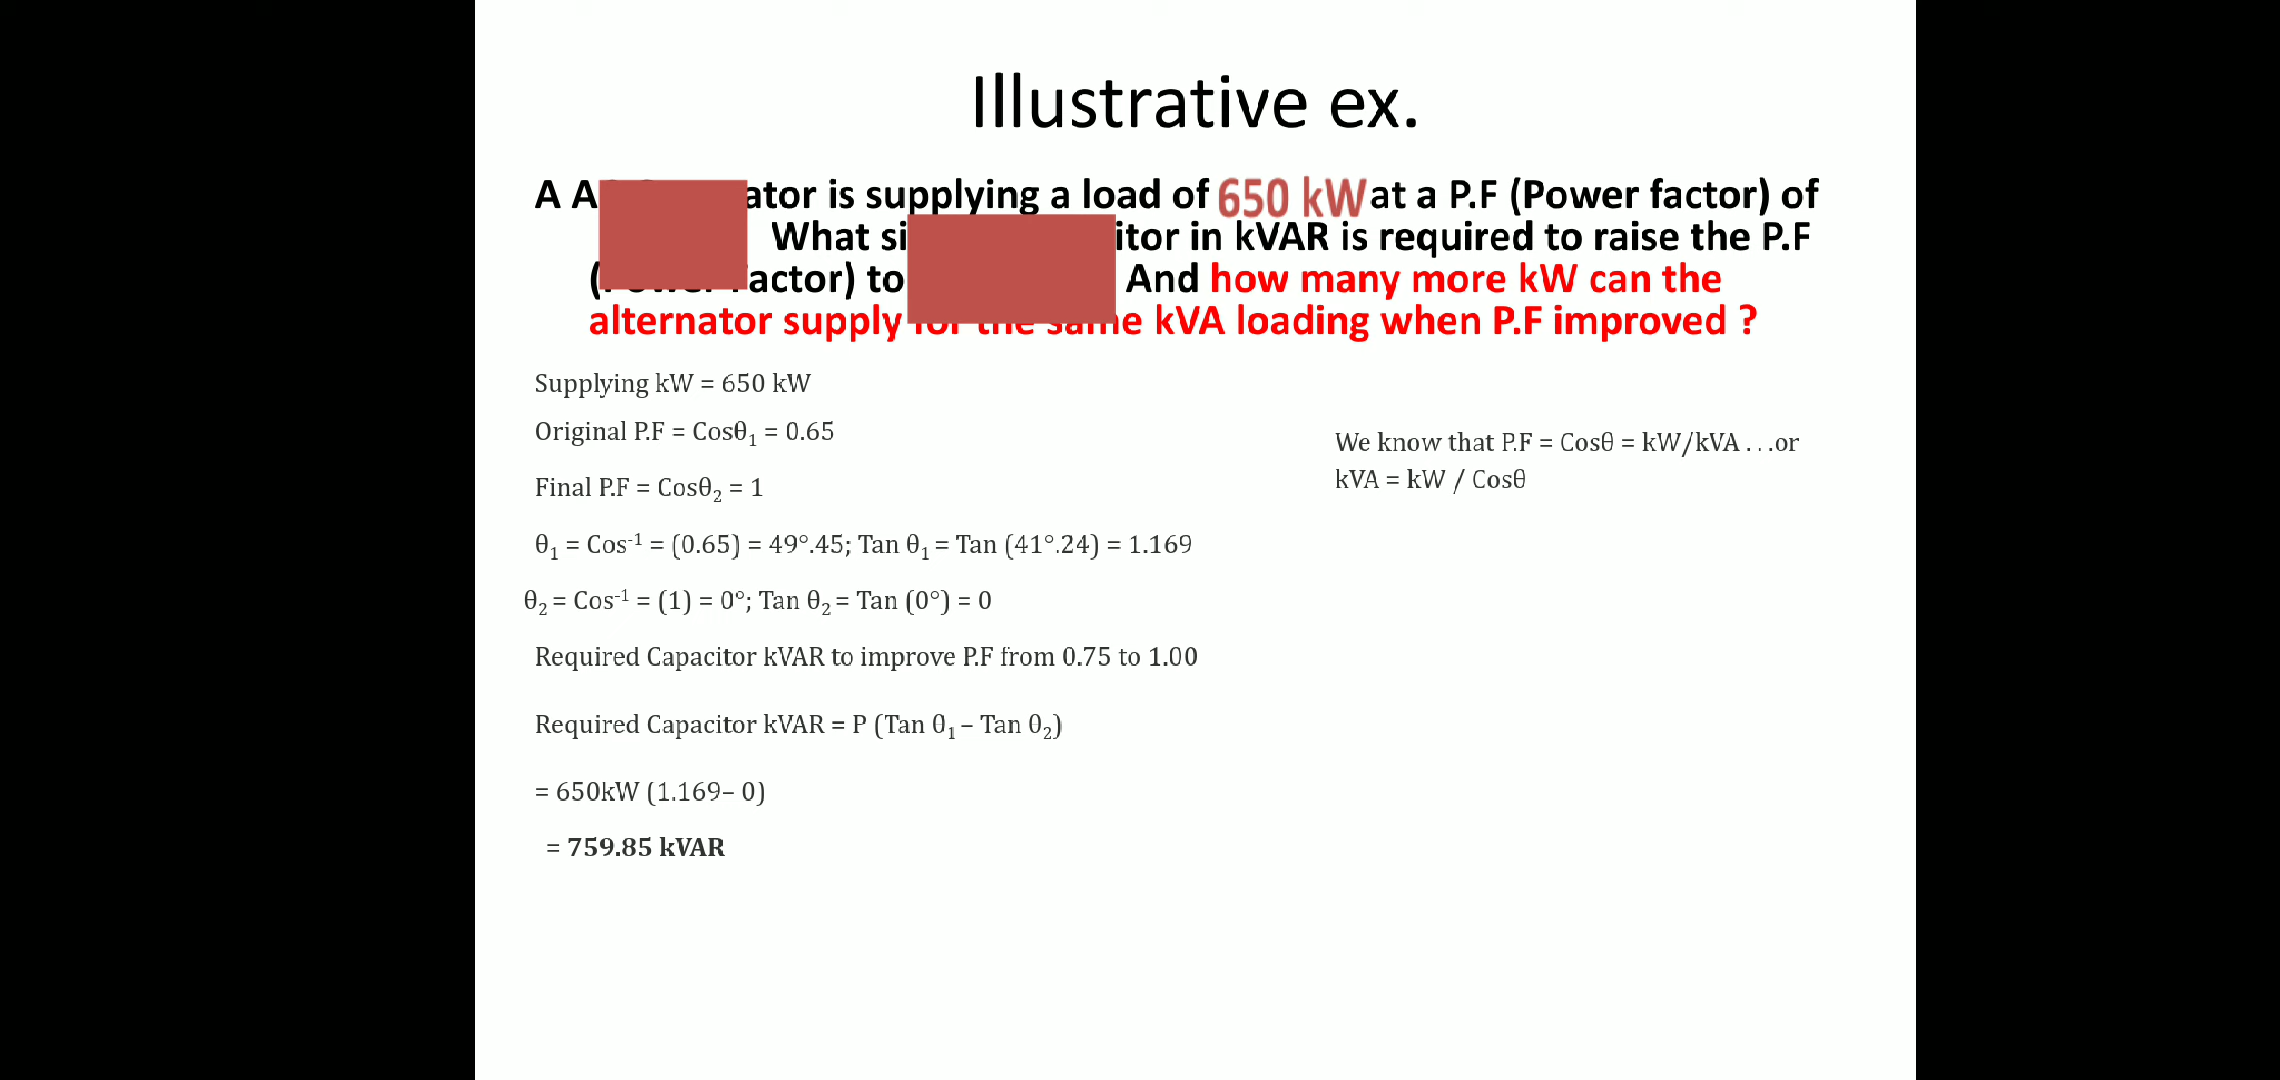 Illustrative ex.
A A ator is supplying a load of 650 kW at a P.F (Power factor) of
What si itor in kVAR is required to raise the P.F
( actor) to And how many more kW can the
alternator supply for the same kVA loading when P.F improved ?
Supplying kW = 650 kW
Original P.F = Cosθ₁ = 0.65
We know that P.F = Cosθ = kW/kVA . . .or
kVA = kW / Cosθ
Final P.F = Cosθ₂ = 1
θ₁ = Cos⁻¹ = (0.65) = 49°.45; Tan θ₁ = Tan (41°.24) = 1.169
θ₂ = Cos⁻¹ = (1) = 0°; Tan θ₂ = Tan (0°) = 0
Required Capacitor kVAR to improve P.F from 0.75 to 1.00
Required Capacitor kVAR = P (Tan θ₁ – Tan θ₂)
= 650kW (1.169– 0)
= 759.85 kVAR